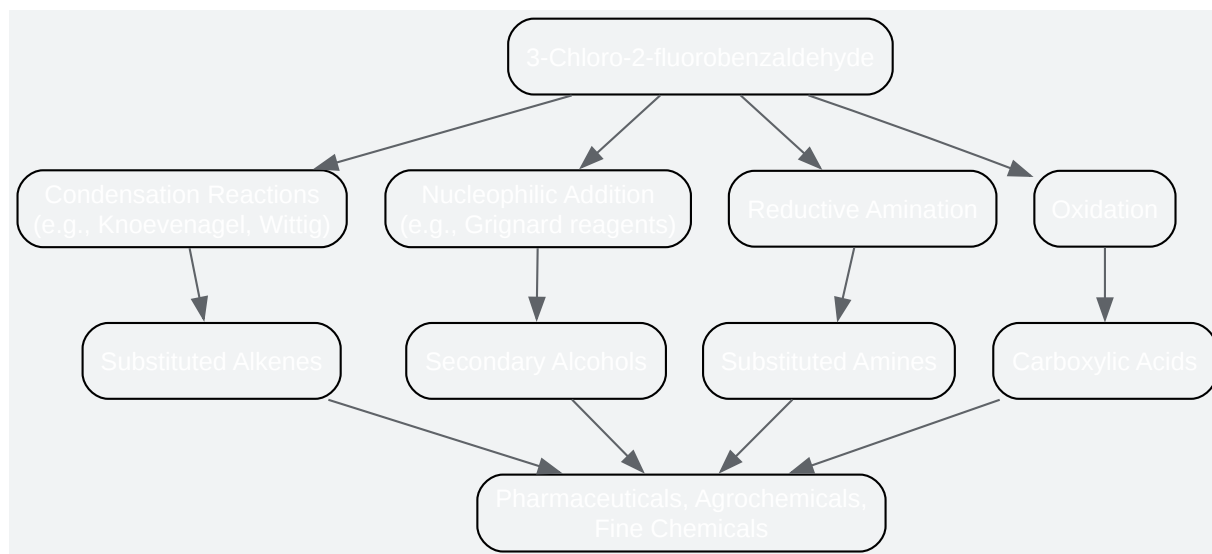 3-Chloro-2-fluorobenzaldehyde
Condensation Reactions
(e.g., Knoevenagel, Wittig)
Nucleophilic Addition
(e.g., Grignard reagents)
Reductive Amination
Oxidation
Substituted Alkenes
Secondary Alcohols
Substituted Amines
Carboxylic Acids
Pharmaceuticals, Agrochemicals,
Fine Chemicals